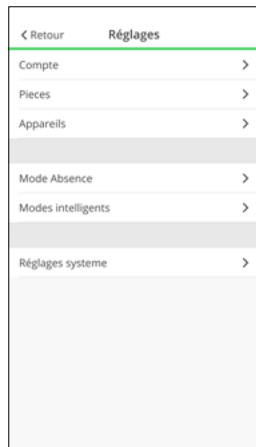 Retour Réglages
Compte
Pieces
Appareils
Mode Absence
Modes intelligents
Réglages systeme